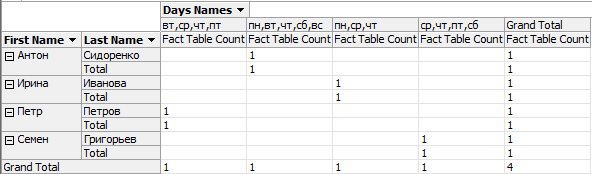 Days Names
вт,ср,чт,пт пн,вт,чт,сб,вс пн,ср,чт ср,чт,пт,сб Grand Total
First Name Last Name Fact Table Count Fact Table Count Fact Table Count Fact Table Count Fact Table Count
Антон Сидоренко 1 1
Total 1 1
Ирина Иванова 1 1
Total 1 1
Петр Петров 1 1
Total 1 1
Семен Григорьев 1 1
Total 1 1
Grand Total 1 1 1 1 4